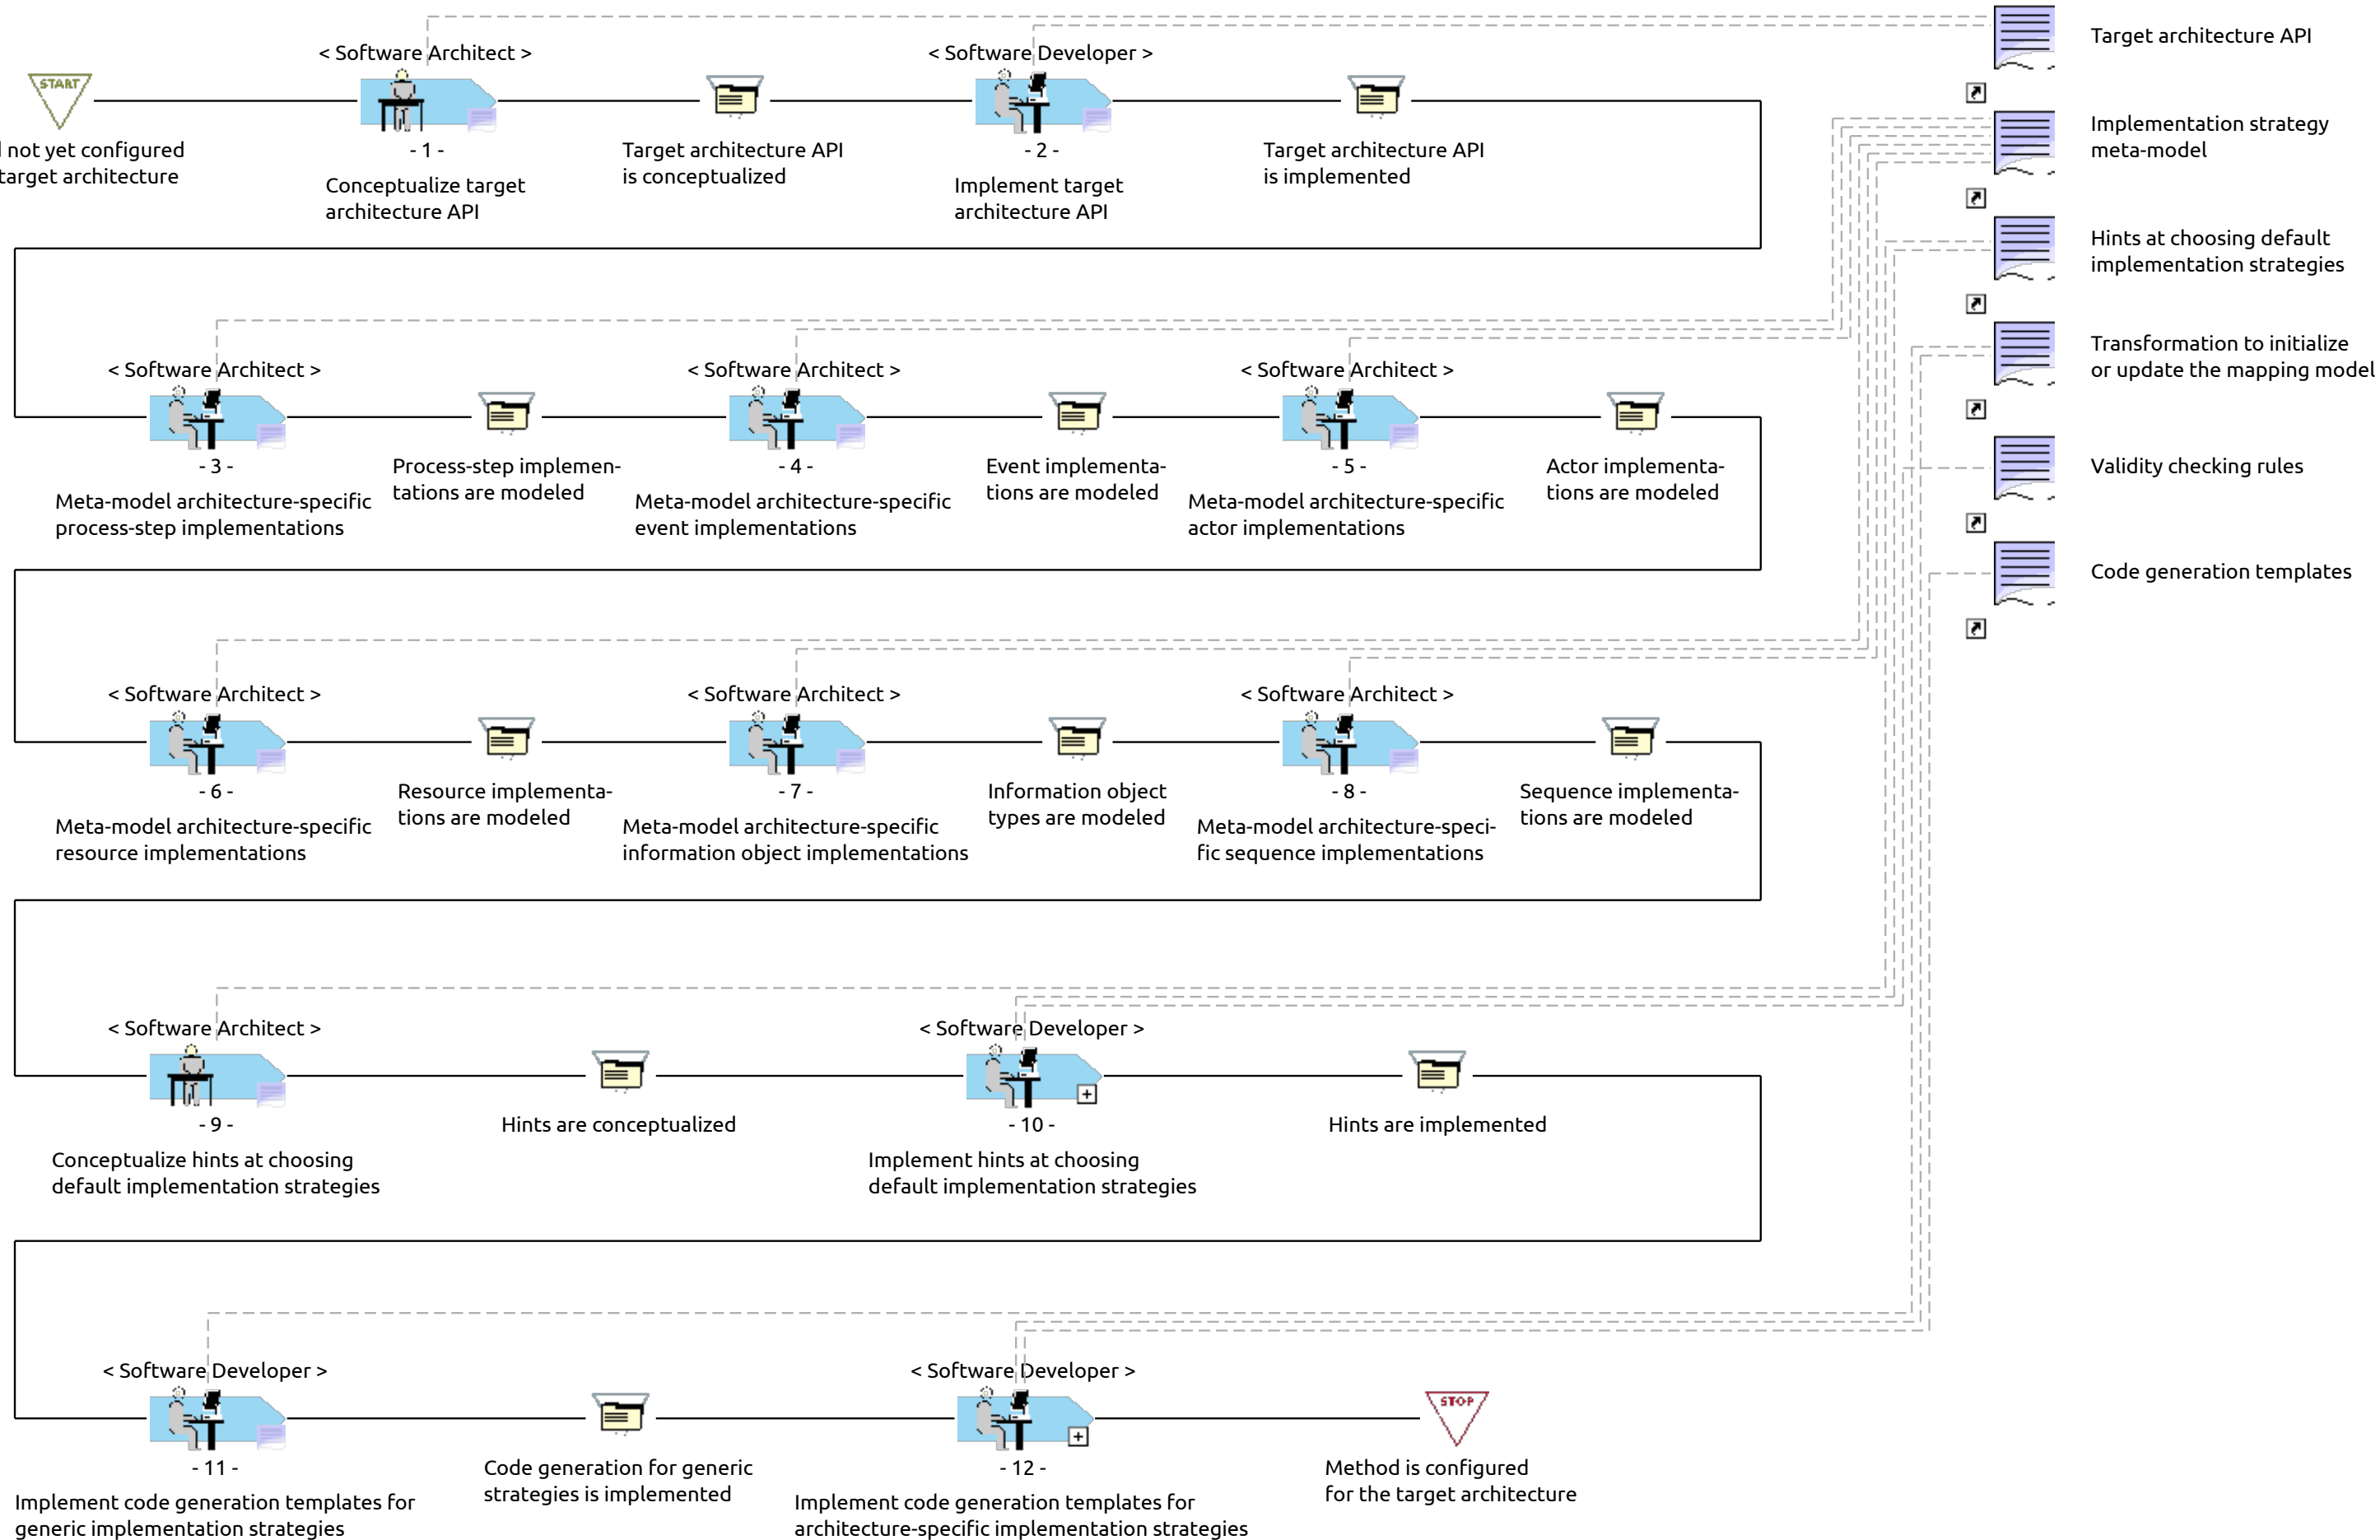 < Software Architect >
< Software Developer >
Target architecture API
START
not yet configured
target architecture
- 1 -
Conceptualize target
architecture API
Target architecture API
is conceptualized
- 2 -
Implement target
architecture API
Target architecture API
is implemented
Implementation strategy
meta-model
Hints at choosing default
implementation strategies
Transformation to initialize
or update the mapping model
Validity checking rules
Code generation templates
< Software Architect >
< Software Architect >
< Software Architect >
- 3 -
Meta-model architecture-specific
process-step implementations
Process-step implemen-
tations are modeled
- 4 -
Meta-model architecture-specific
event implementations
Event implementa-
tions are modeled
- 5 -
Meta-model architecture-specific
actor implementations
Actor implementa-
tions are modeled
< Software Architect >
< Software Architect >
< Software Architect >
- 6 -
Meta-model architecture-specific
resource implementations
Resource implementa-
tions are modeled
- 7 -
Meta-model architecture-specific
information object implementations
Information object
types are modeled
- 8 -
Meta-model architecture-speci-
fic sequence implementations
Sequence implementa-
tions are modeled
< Software Architect >
< Software Developer >
- 9 -
Conceptualize hints at choosing
default implementation strategies
Hints are conceptualized
- 10 -
Implement hints at choosing
default implementation strategies
Hints are implemented
< Software Developer >
< Software Developer >
STOP
- 11 -
Implement code generation templates for
generic implementation strategies
Code generation for generic
strategies is implemented
- 12 -
Implement code generation templates for
architecture-specific implementation strategies
Method is configured
for the target architecture